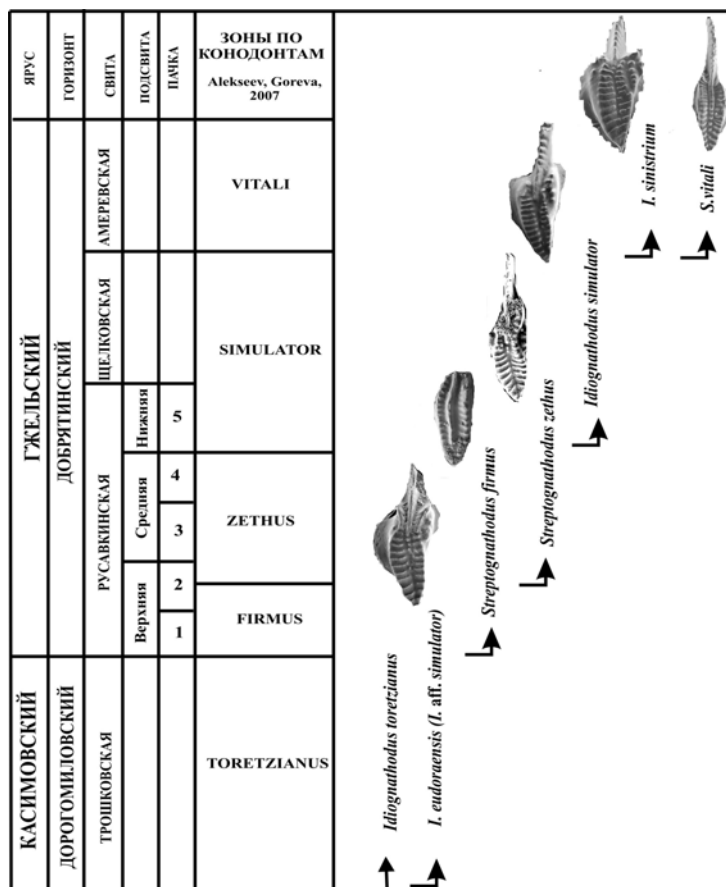 ЯРУС
ГОРИЗОНТ
СВИТА
ПОДСВИТА
ПАЧКА
ЗОНЫ ПО
КОНОДОНТАМ
Alekseev, Goreva,
2007
ГЖЕЛЬСКИЙ
ДОБРЯТИНСКИЙ
АМЕРЕВСКАЯ
VITALI
ЩЕЛКОВСКАЯ
SIMULATOR
РУСАВКИНСКАЯ
Нижняя
5
Средняя
4
3
ZETHUS
Верхняя
2
1
FIRMUS
КАСИМОВСКИЙ
ДОРОГОМИЛОВСКИЙ
ТРОШКОВСКАЯ
TORETZIANUS
Idiognathodus toretzianus
I. eudoraensis (I. aff. simulator)
Streptognathodus firmus
Streptognathodus zethus
Idiognathodus simulator
I. sinistrium
S.vitali